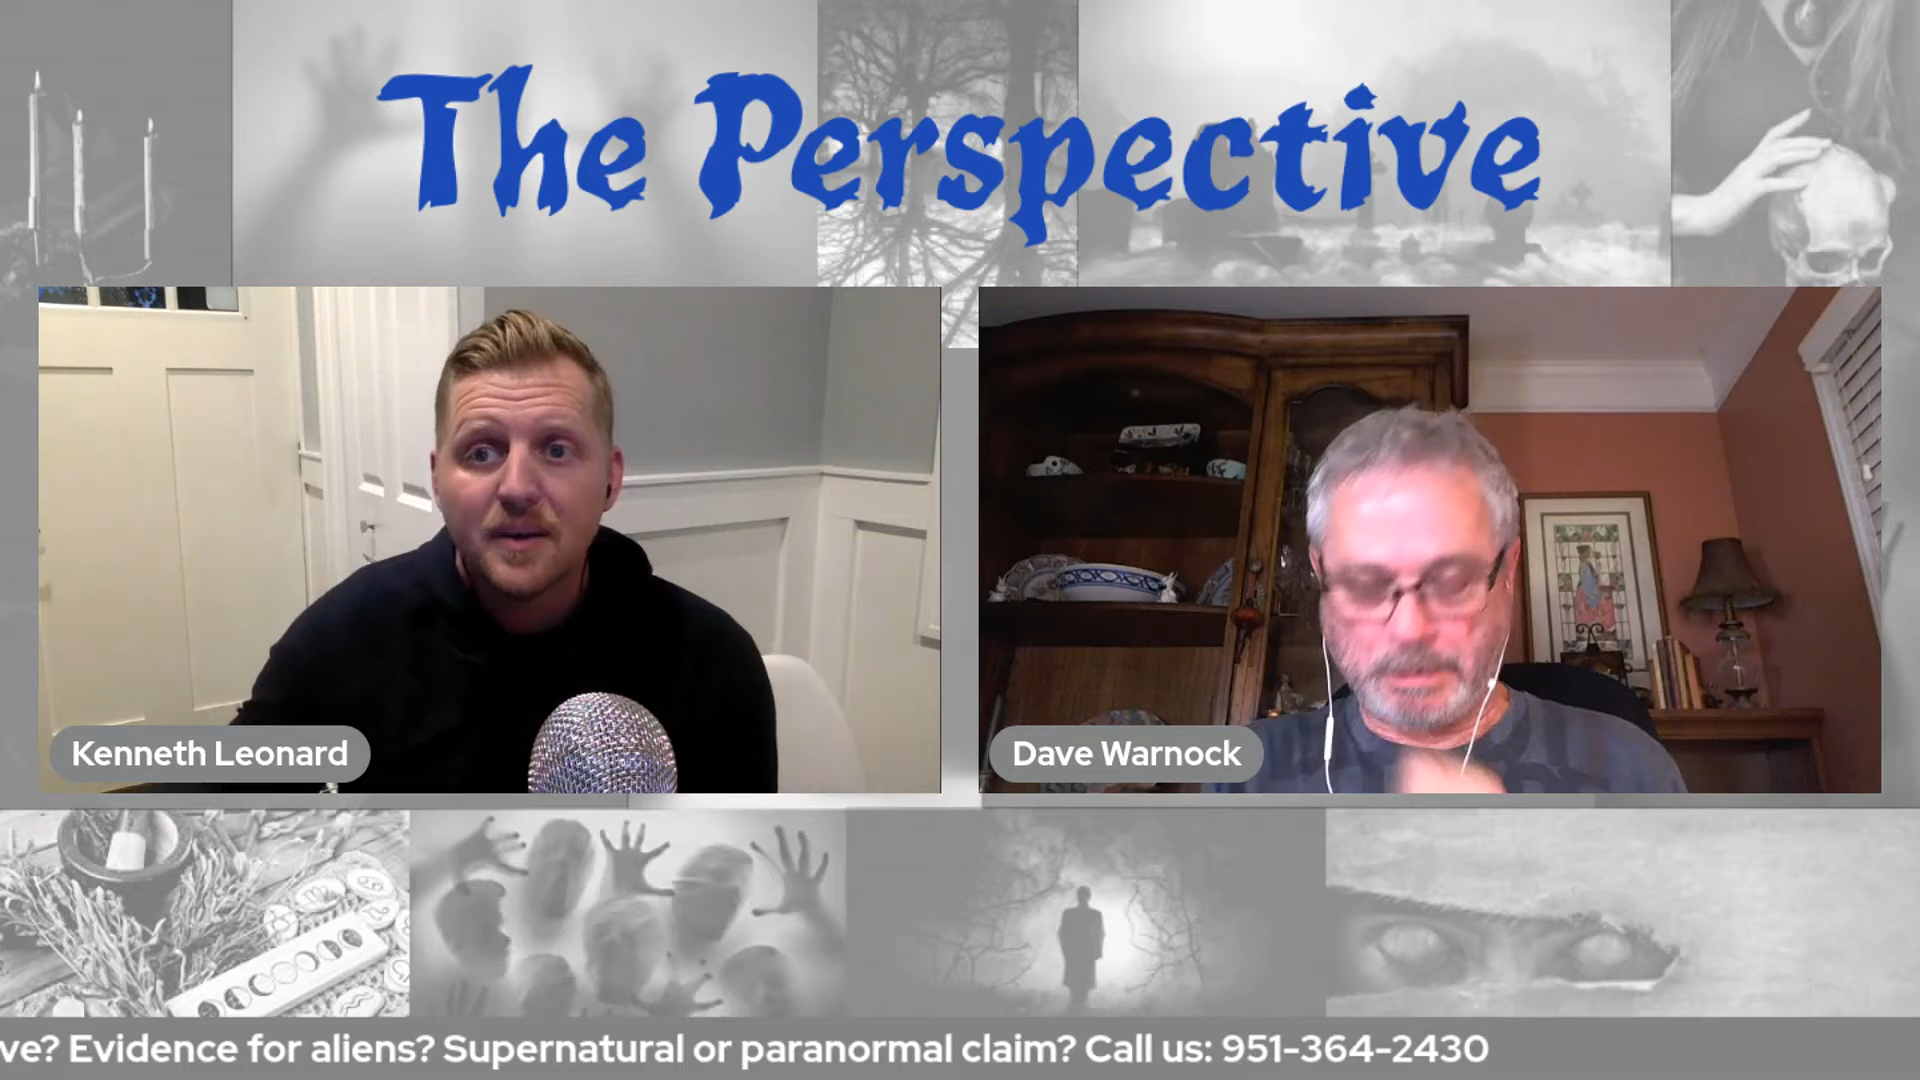 The Perspective
Kenneth Leonard
Dave Warnock
ve? Evidence for aliens? Supernatural or paranormal claim? Call us: 951-364-2430